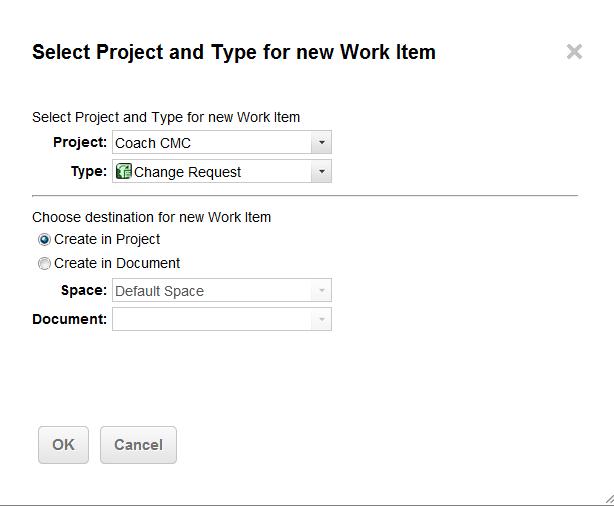 Select Project and Type for new Work Item
Select Project and Type for new Work Item
Project: Coach CMC
Type: Change Request
Choose destination for new Work Item
Create in Project
Create in Document
Space: Default Space
Document:
OK Cancel